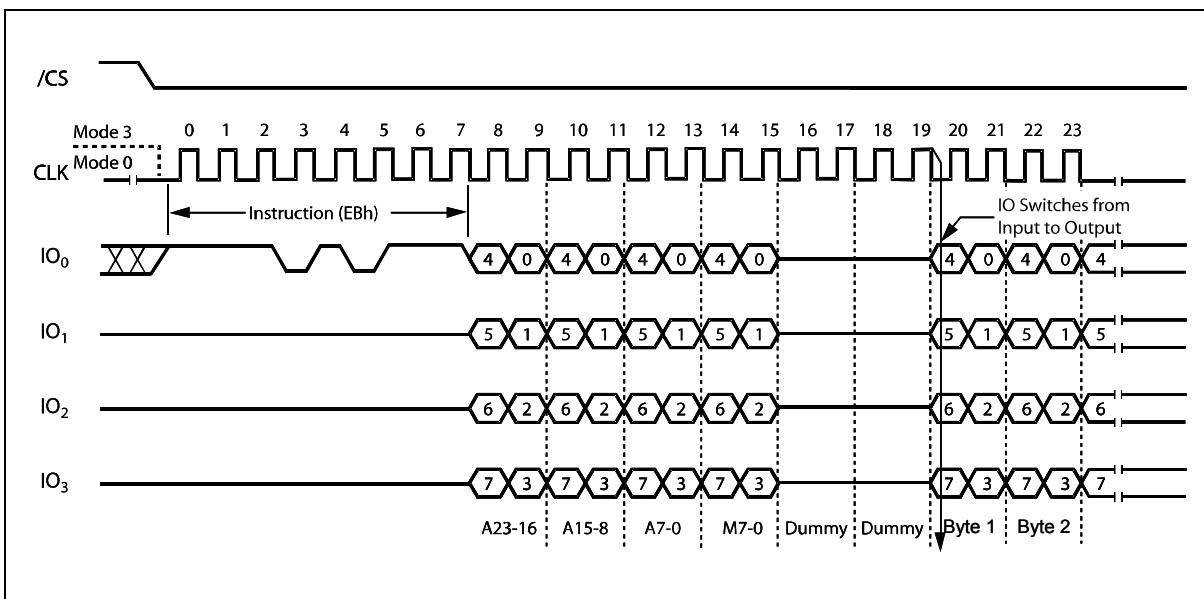 /CS
Mode 3
Mode 0
CLK
0 1 2 3 4 5 6 7 8 9 10 11 12 13 14 15 16 17 18 19 20 21 22 23
Instruction (EBh)
IO Switches from
Input to Output
IO0 4 0 4 0 4 0 4 0 4 0 4 0 4
IO1 5 1 5 1 5 1 5 1 5 1 5 1 5
IO2 6 2 6 2 6 2 6 2 6 2 6 2 6
IO3 7 3 7 3 7 3 7 3 7 3 7 3 7
A23-16 A15-8 A7-0 M7-0 Dummy Dummy Byte 1 Byte 2